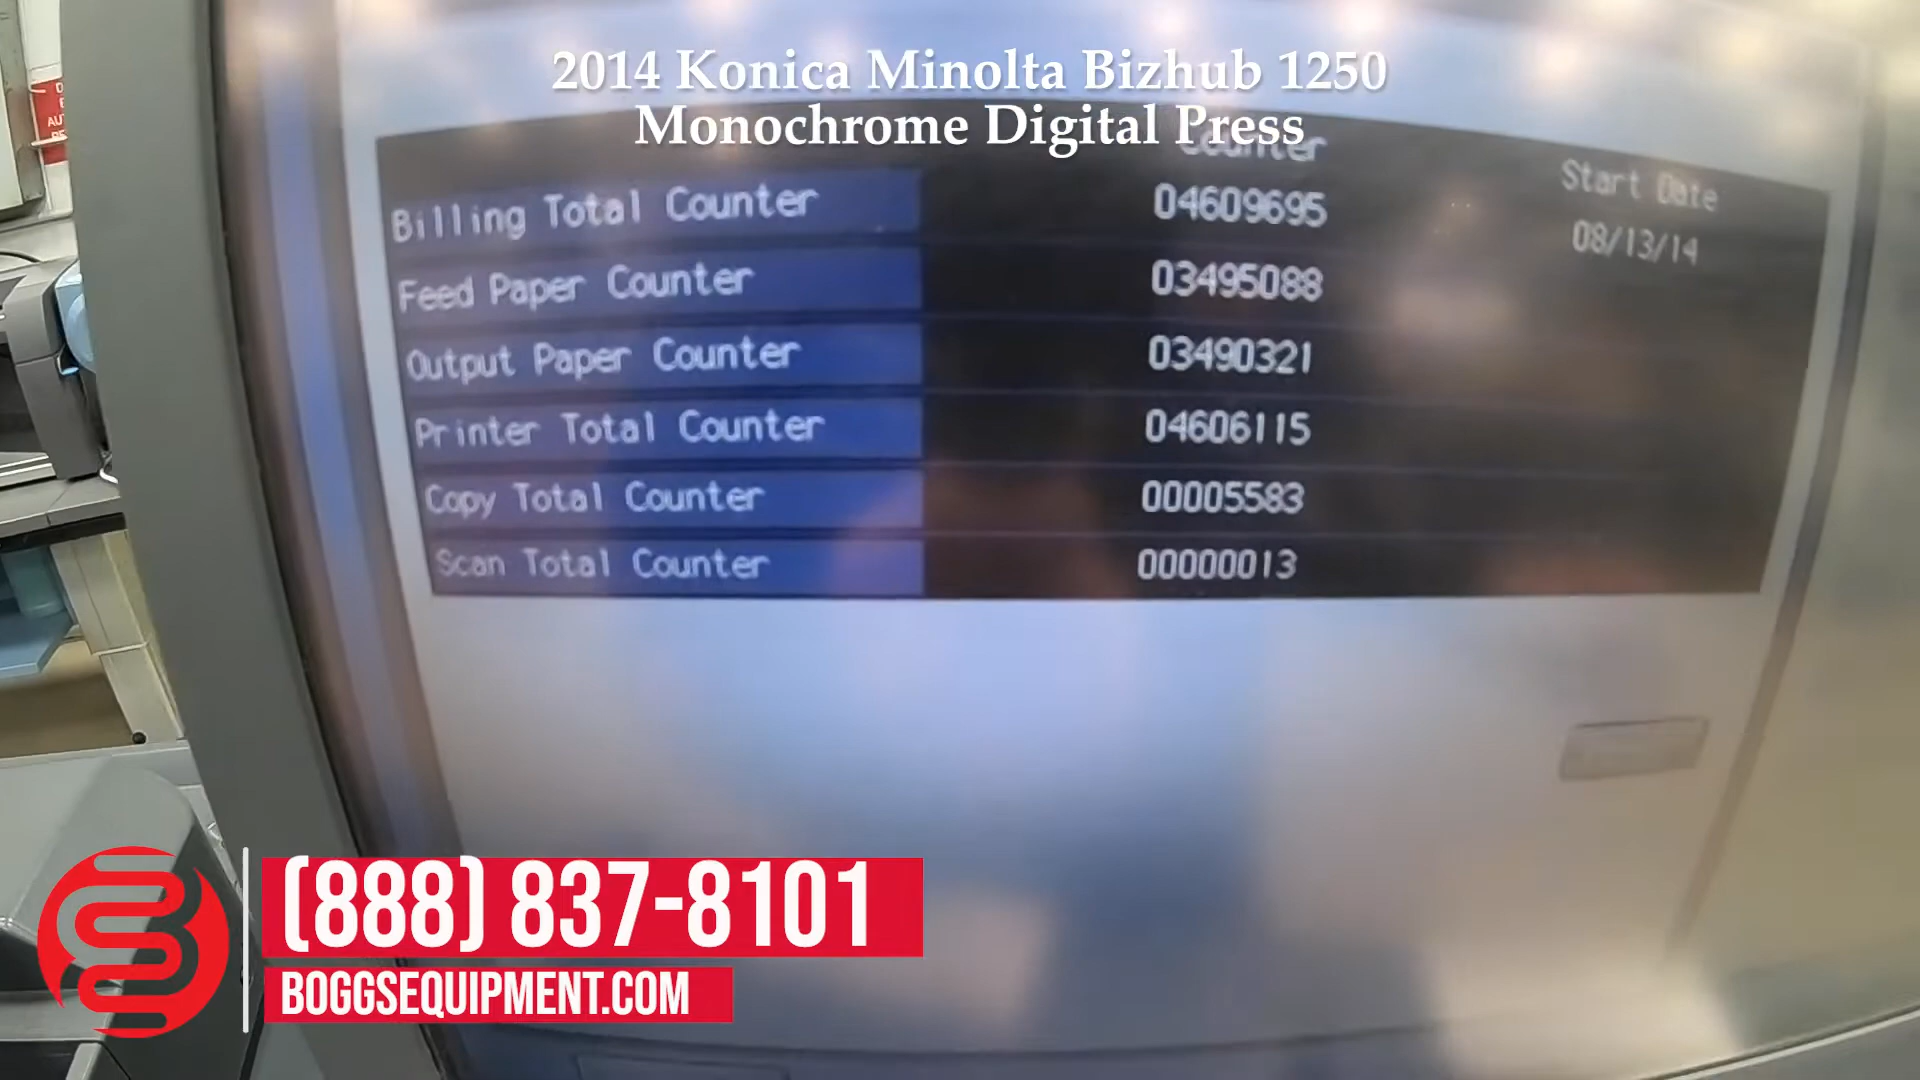 2014 Konica Minolta Bizhub 1250
Monochrome Digital Press
Counter
Start Date
Billing Total Counter 04609695 08/13/14
Feed Paper Counter 03495088
Output Paper Counter 03490321
Printer Total Counter 04606115
Copy Total Counter 00005583
Scan Total Counter 00000013
(888) 837-8101
BOGGSEQUIPMENT.COM